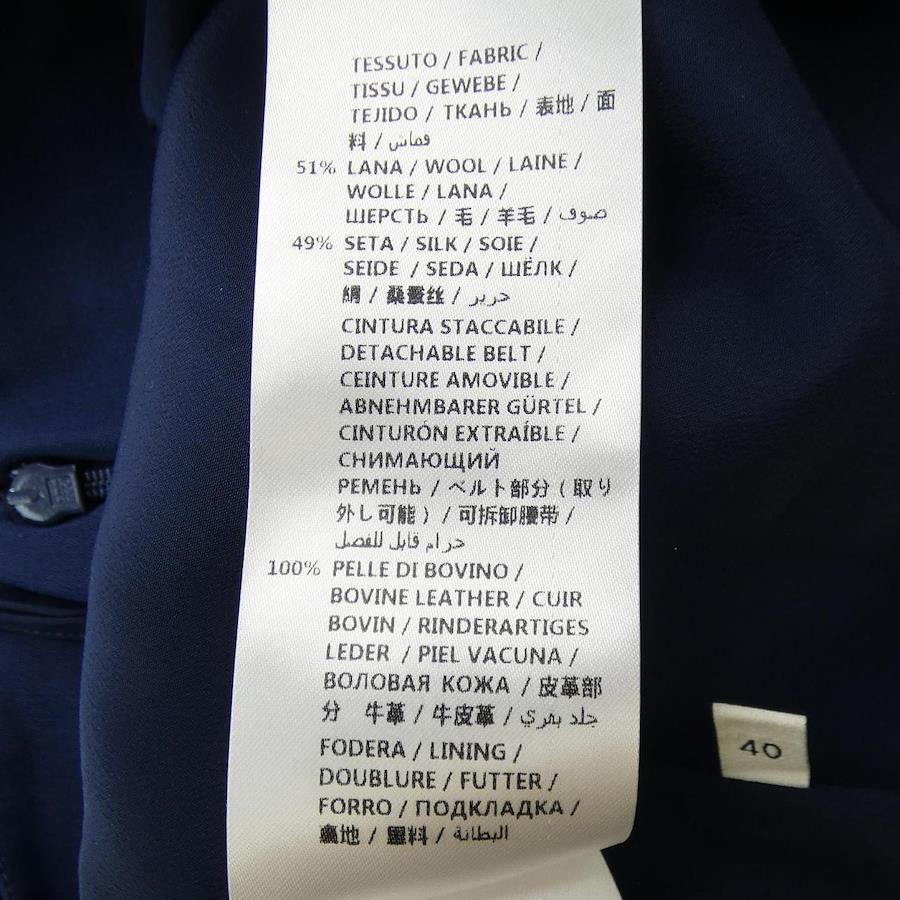 TESSUTO / FABRIC /
TISSU / GEWEBE /
TEJIDO / ТКАНЬ / 表地 / 面
料 / قماش
51% LANA / WOOL / LAINE /
WOLLE / LANA /
ШЕРСТЬ / 毛 / 羊毛 / صوف
49% SETA / SILK / SOIE /
SEIDE / SEDA / ШЁЛК /
絹 / 桑蚕丝 / حرير
CINTURA STACCABILE /
DETACHABLE BELT /
CEINTURE AMOVIBLE /
ABNEHMBARER GÜRTEL /
CINTURÓN EXTRAÍBLE /
СНИМАЮЩИЙ
РЕМЕНЬ / ベルト部分 ( 取り
外し可能 ) / 可拆卸腰带 /
حزام قابل للفصل
100% PELLE DI BOVINO /
BOVINE LEATHER / CUIR
BOVIN / RINDERARTIGES
LEDER / PIEL VACUNA /
ВОЛОВАЯ КОЖА / 皮革部
分 牛革 / 牛皮革 / جلد بقري
FODERA / LINING /
DOUBLURE / FUTTER /
FORRO / ПОДКЛАДКА /
裏地 / 里料 / البطانة
40